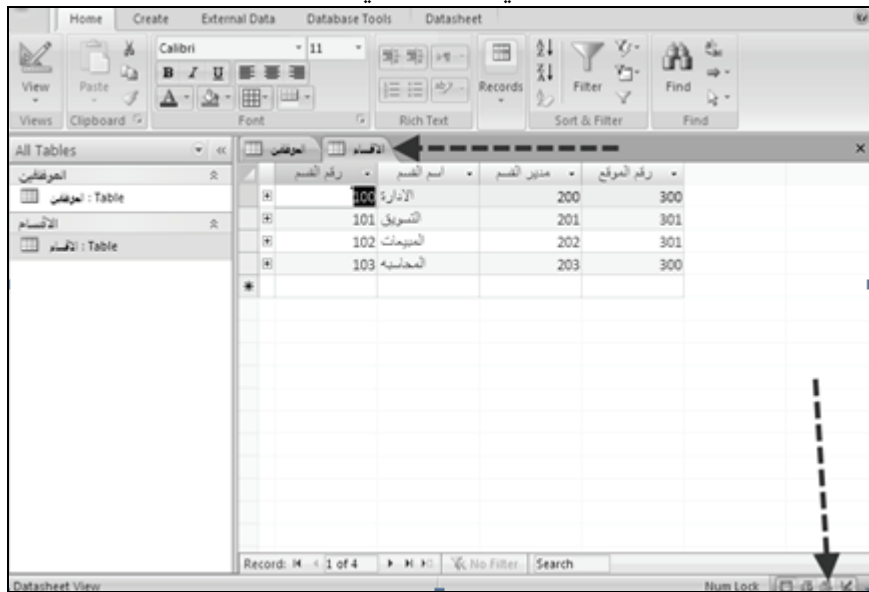 Home Create External Data Database Tools Datasheet
Calibri 11
B I U
View Paste Records Filter Find
Views Clipboard Font Rich Text Sort & Filter Find
All Tables
الموظفين
الموظفين : Table
الأقسام
الأقسام : Table
الموظفين الأقسام
رقم القسم اسم القسم مدير القسم رقم الموقع
100 الادارة 200 300
101 التسويق 201 301
102 المبيعات 202 301
103 المحاسبه 203 300
Record: 1 of 4 No Filter Search
Datasheet View Num Lock